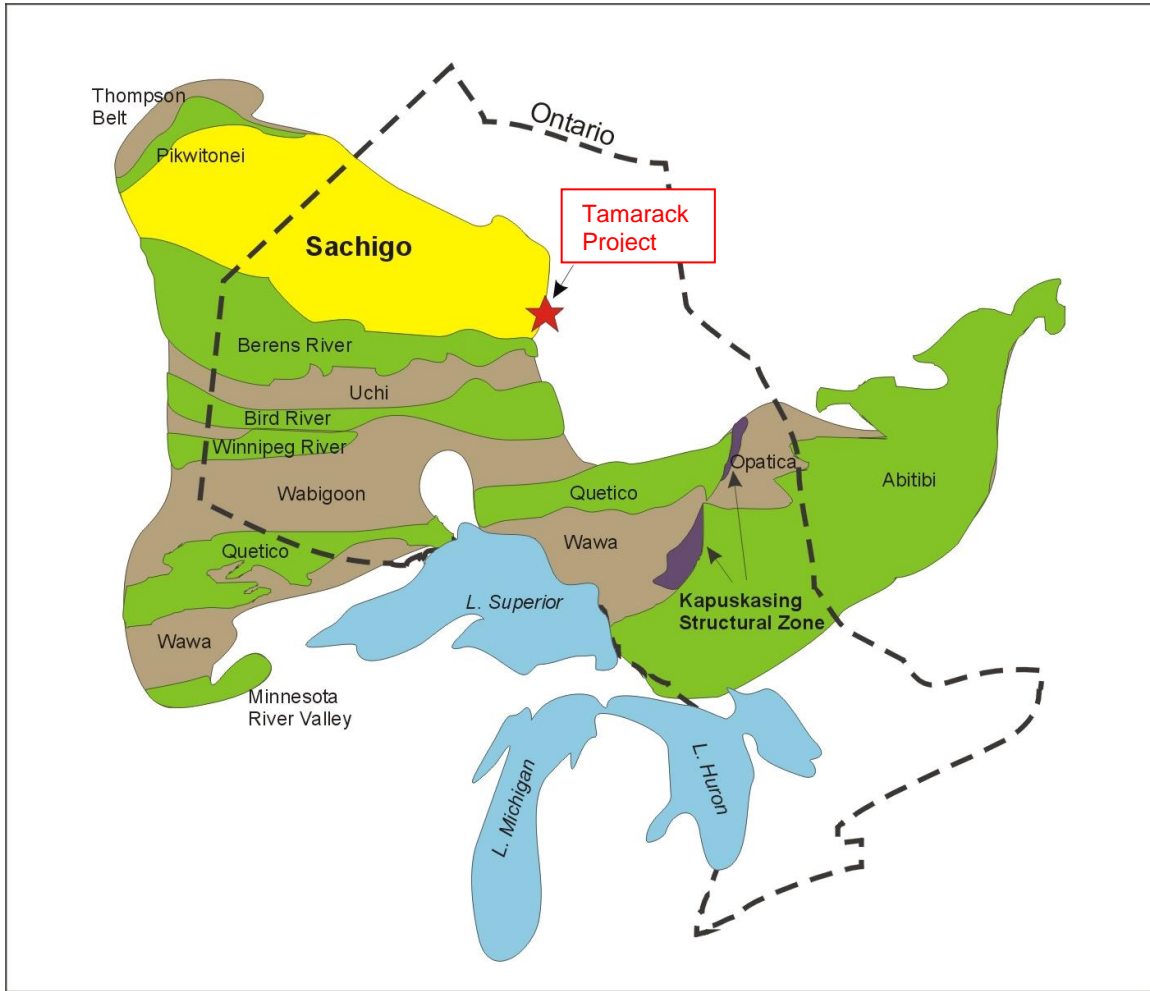 Thompson
Belt
Ontario
Pikwitonei
Tamarack
Project
Sachigo
Berens River
Uchi
Bird River
Winnipeg River
Opatica
Abitibi
Wabigoon
Quetico
Quetico
Wawa
L. Superior
Kapuskasing
Structural Zone
Wawa
Minnesota
River Valley
L. Michigan
L. Huron